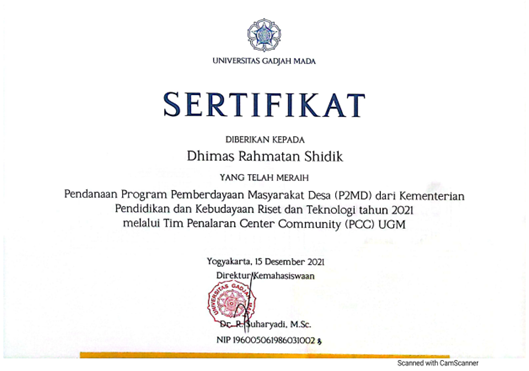 UNIVERSITAS GADJAH MADA
SERTIFIKAT
DIBERIKAN KEPADA
Dhimas Rahmatan Shidik
YANG TELAH MERAIH
Pendanaan Program Pemberdayaan Masyarakat Desa (P2MD) dari Kementerian
Pendidikan dan Kebudayaan Riset dan Teknologi tahun 2021
melalui Tim Penalaran Center Community (PCC) UGM
Yogyakarta, 15 Desember 2021
Direktur Kemahasiswaan
UNIVERSITAS GADJAH
Dr. R. Suharyadi, M.Sc.
NIP 196005061986031002
Scanned with CamScanner